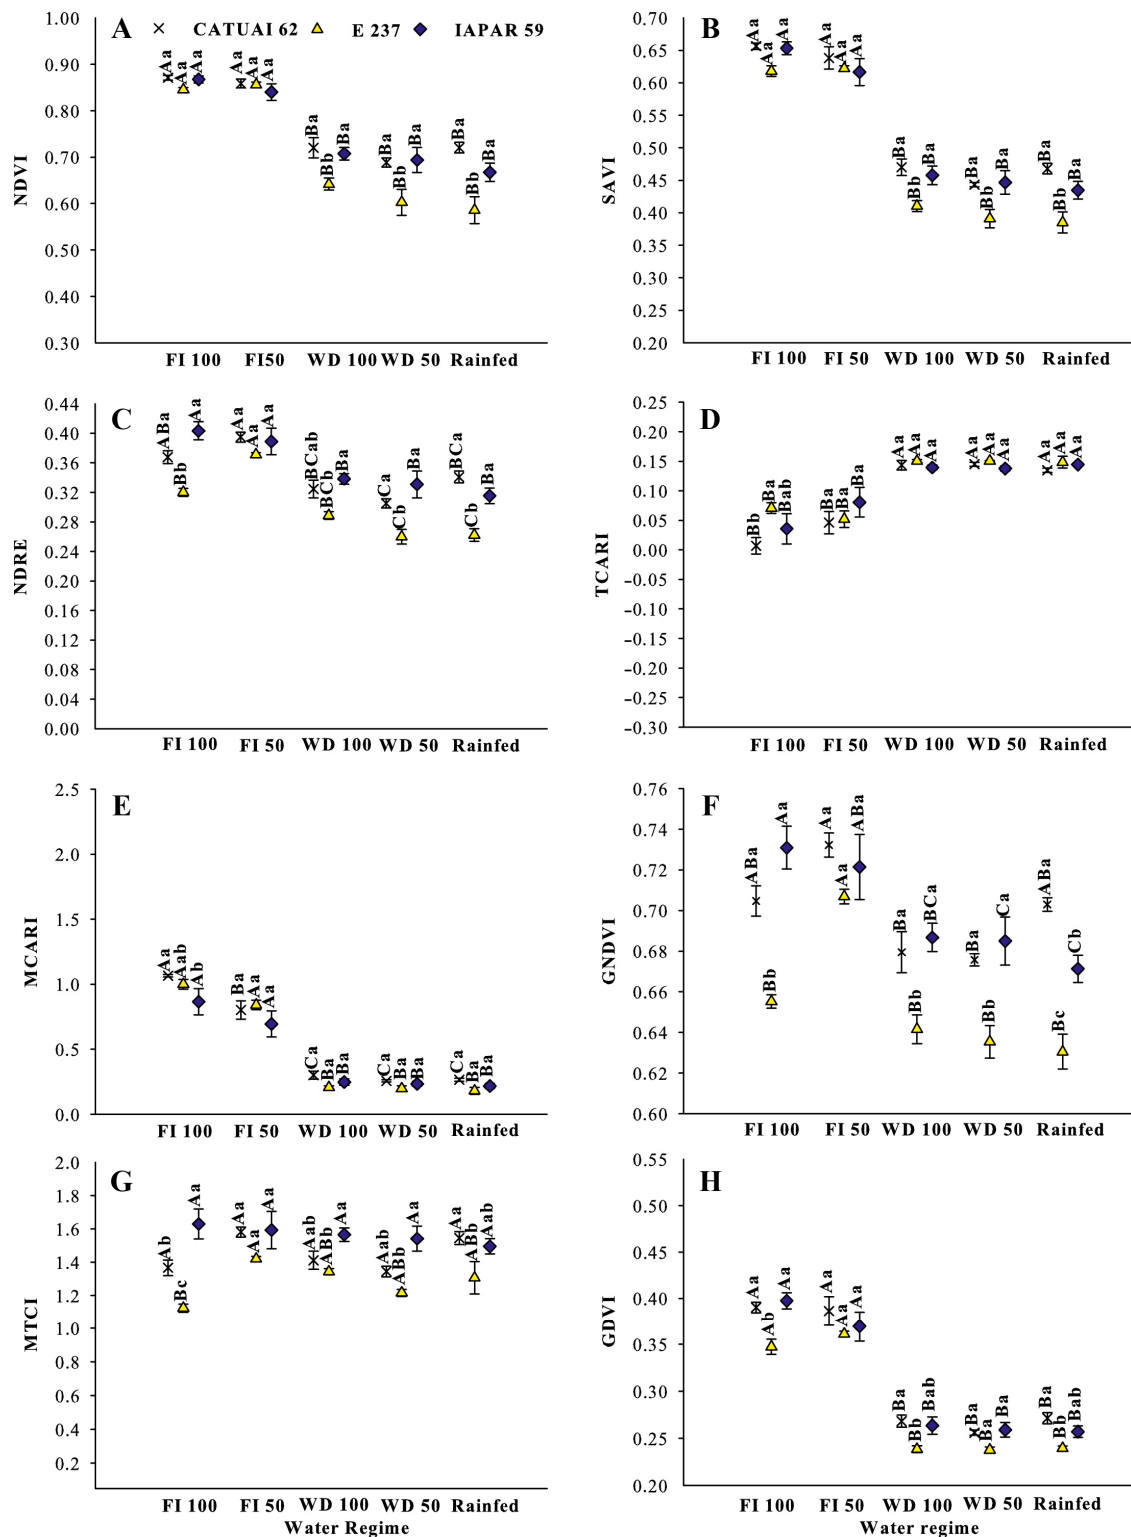 A
CATUAI 62
E 237
IAPAR 59
1.00
0.90
0.80
0.70
0.60
0.50
0.40
0.30
NDVI
Aa Aa Aa Aa Aa Aa Ba Bb Ba Ba Bb Ba Ba Bb Ba
FI 100 FI50 WD 100 WD 50 Rainfed
B
0.70
0.65
0.60
0.55
0.50
0.45
0.40
0.35
0.30
0.25
0.20
SAVI
Aa Aa Aa Aa Aa Aa Ba Bb Ba Ba Bb Ba Ba Bb Ba
FI 100 FI 50 WD 100 WD 50 Rainfed
C
0.44
0.40
0.36
0.32
0.28
0.24
0.20
0.16
0.12
0.08
0.04
0.00
NDRE
ABa Bb Aa Aa Aa Aa BCab BCb Ba Ca Cb Ba BCa Cb Ba
FI 100 FI 50 WD 100 WD 50 Rainfed
D
0.25
0.20
0.15
0.10
0.05
0.00
−0.05
−0.10
−0.15
−0.20
−0.25
−0.30
TCARI
Bb Ba Bab Ba Ba Ba Aa Aa Aa Aa Aa Aa Aa Aa Aa
FI 100 FI 50 WD 100 WD 50 Rainfed
E
2.5
2.0
1.5
1.0
0.5
0.0
MCARI
Aa Aab Ab Ba Aa Aa Ca Ba Ba Ca Ba Ba Ca Ba Ba
FI 100 FI 50 WD 100 WD 50 Rainfed
F
0.76
0.74
0.72
0.70
0.68
0.66
0.64
0.62
0.60
GNDVI
ABa Bb Aa Aa Aa ABa Ba Bb BCa Ba Bb Ca ABa Bc Cb
FI 100 FI 50 WD 100 WD 50 Rainfed
G
2.0
1.8
1.6
1.4
1.2
1.0
0.8
0.6
0.4
0.2
MTCI
Ab Bc Aa Aa Aa Aa Aab ABb Aa Aab ABb Aa Aa ABb Aab
FI 100 FI 50 WD 100 WD 50 Rainfed
Water Regime
H
0.55
0.50
0.45
0.40
0.35
0.30
0.25
0.20
GDVI
Aa Ab Aa Aa Aa Aa Ba Bb Bab Ba Ba Ba Ba Bb Bab
FI 100 FI 50 WD 100 WD 50 Rainfed
Water regime